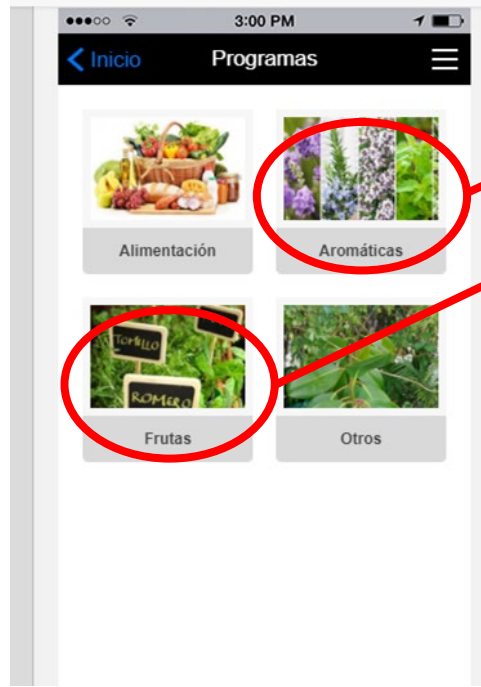 3:00 PM
Inicio
Programas
Alimentación
Aromáticas
TOMILLO
ROMERO
Frutas
Otros